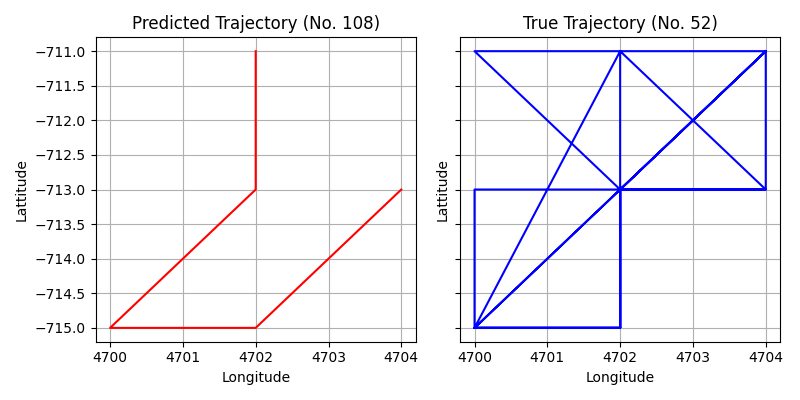 Predicted Trajectory (No. 108)
True Trajectory (No. 52)
−711.0
−711.5
−712.0
−712.5
−713.0
−713.5
−714.0
−714.5
−715.0
Lattitude
Lattitude
4700 4701 4702 4703 4704
4700 4701 4702 4703 4704
Longitude
Longitude